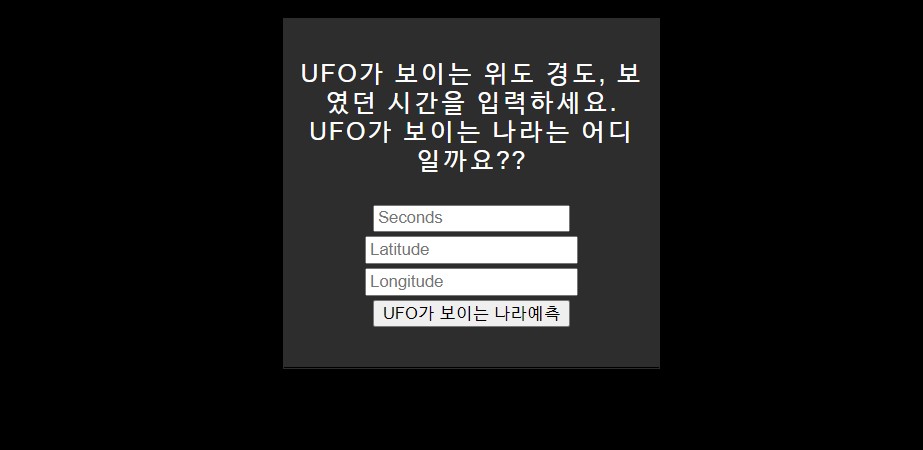 UFO가 보이는 위도 경도, 보
였던 시간을 입력하세요.
UFO가 보이는 나라는 어디
일까요??
Seconds
Latitude
Longitude
UFO가 보이는 나라예측